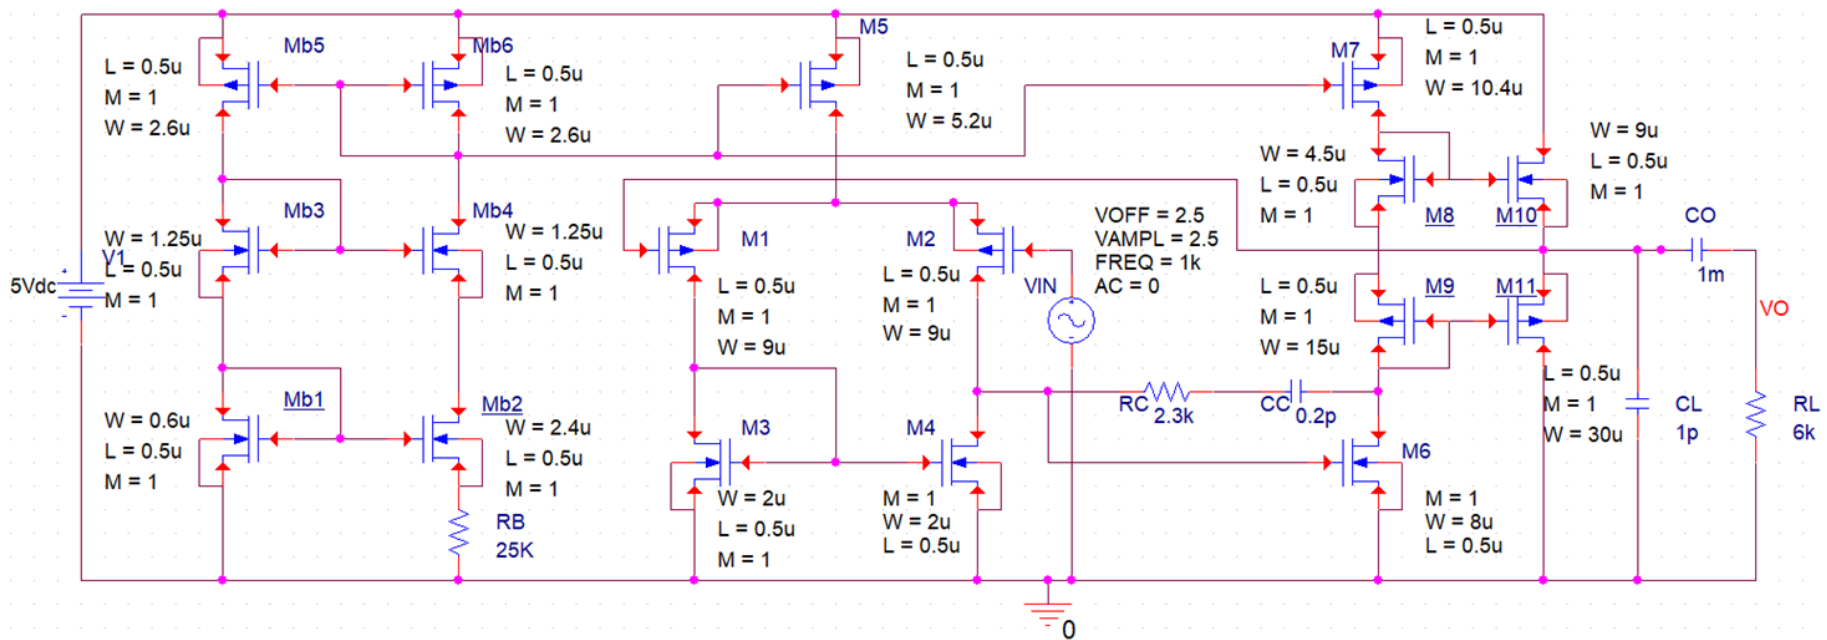 Mb5
L = 0.5u
M = 1
W = 2.6u
Mb6
L = 0.5u
M = 1
W = 2.6u
M5
L = 0.5u
M = 1
W = 5.2u
M7
L = 0.5u
M = 1
W = 10.4u
W = 4.5u
L = 0.5u
M = 1
M8
M10
W = 9u
L = 0.5u
M = 1
Mb3
W = 1.25u
L = 0.5u
M = 1
V1
5Vdc
Mb4
W = 1.25u
L = 0.5u
M = 1
M1
L = 0.5u
M = 1
W = 9u
M2
L = 0.5u
M = 1
W = 9u
VIN
VOFF = 2.5
VAMPL = 2.5
FREQ = 1k
AC = 0
L = 0.5u
M = 1
W = 15u
M9
M11
L = 0.5u
M = 1
W = 30u
CO
1m
VO
Mb1
W = 0.6u
L = 0.5u
M = 1
Mb2
W = 2.4u
L = 0.5u
M = 1
RB
25K
M3
W = 2u
L = 0.5u
M = 1
M4
M = 1
W = 2u
L = 0.5u
RC
2.3k
CC
0.2p
M6
M = 1
W = 8u
L = 0.5u
CL
1p
RL
6k
0